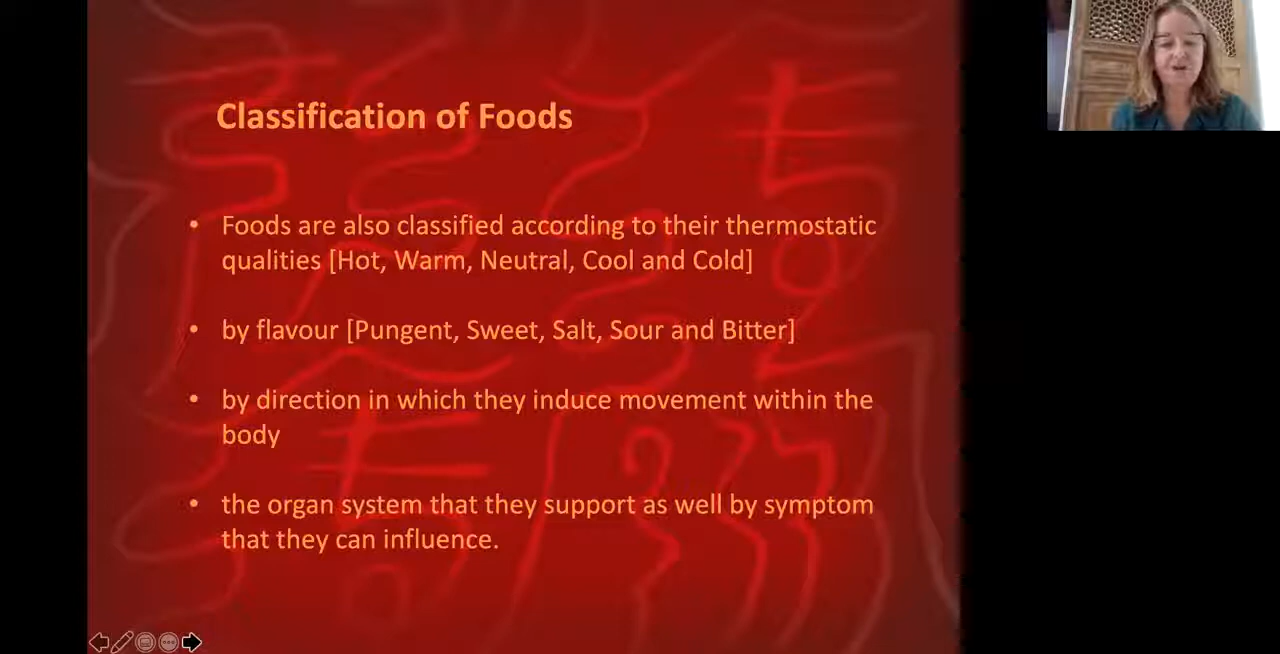 Classification of Foods
• Foods are also classified according to their thermostatic
qualities [Hot, Warm, Neutral, Cool and Cold]
• by flavour [Pungent, Sweet, Salt, Sour and Bitter]
• by direction in which they induce movement within the
body
• the organ system that they support as well by symptom
that they can influence.